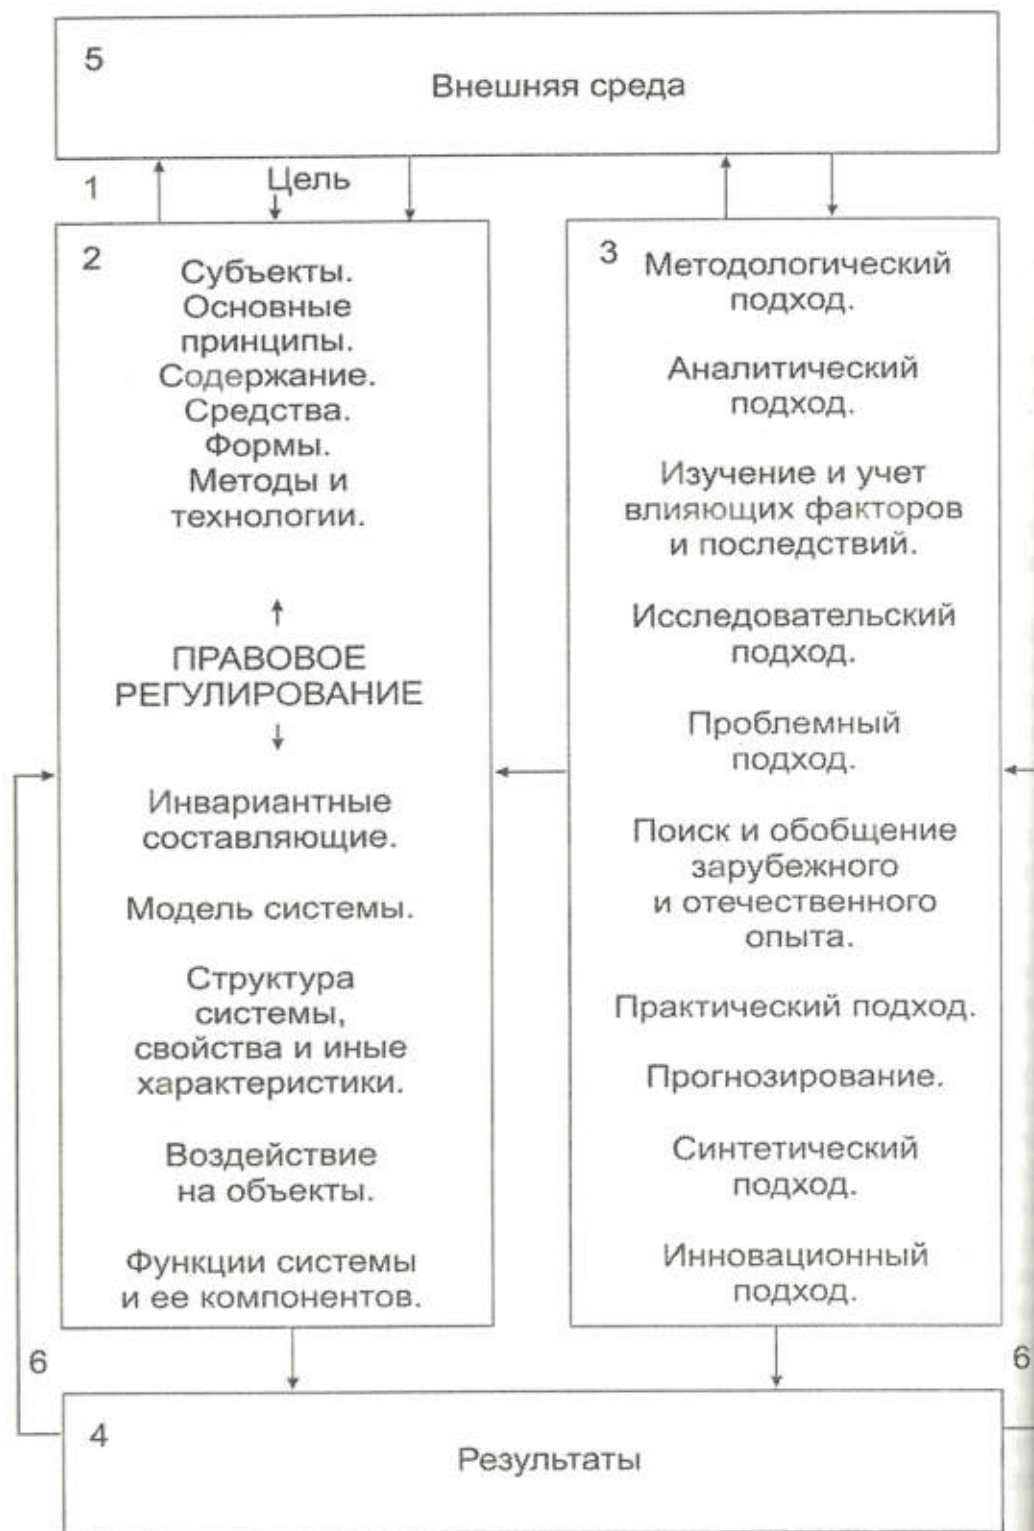 5
Внешняя среда
1
Цель
2
Субъекты.
Основные
принципы.
Содержание.
Средства.
Формы.
Методы и
технологии.
ПРАВОВОЕ
РЕГУЛИРОВАНИЕ
Инвариантные
составляющие.
Модель системы.
Структура
системы,
свойства и иные
характеристики.
Воздействие
на объекты.
Функции системы
и ее компонентов.
3
Методологический
подход.
Аналитический
подход.
Изучение и учет
влияющих факторов
и последствий.
Исследовательский
подход.
Проблемный
подход.
Поиск и обобщение
зарубежного
и отечественного
опыта.
Практический подход.
Прогнозирование.
Синтетический
подход.
Инновационный
подход.
6
6
4
Результаты